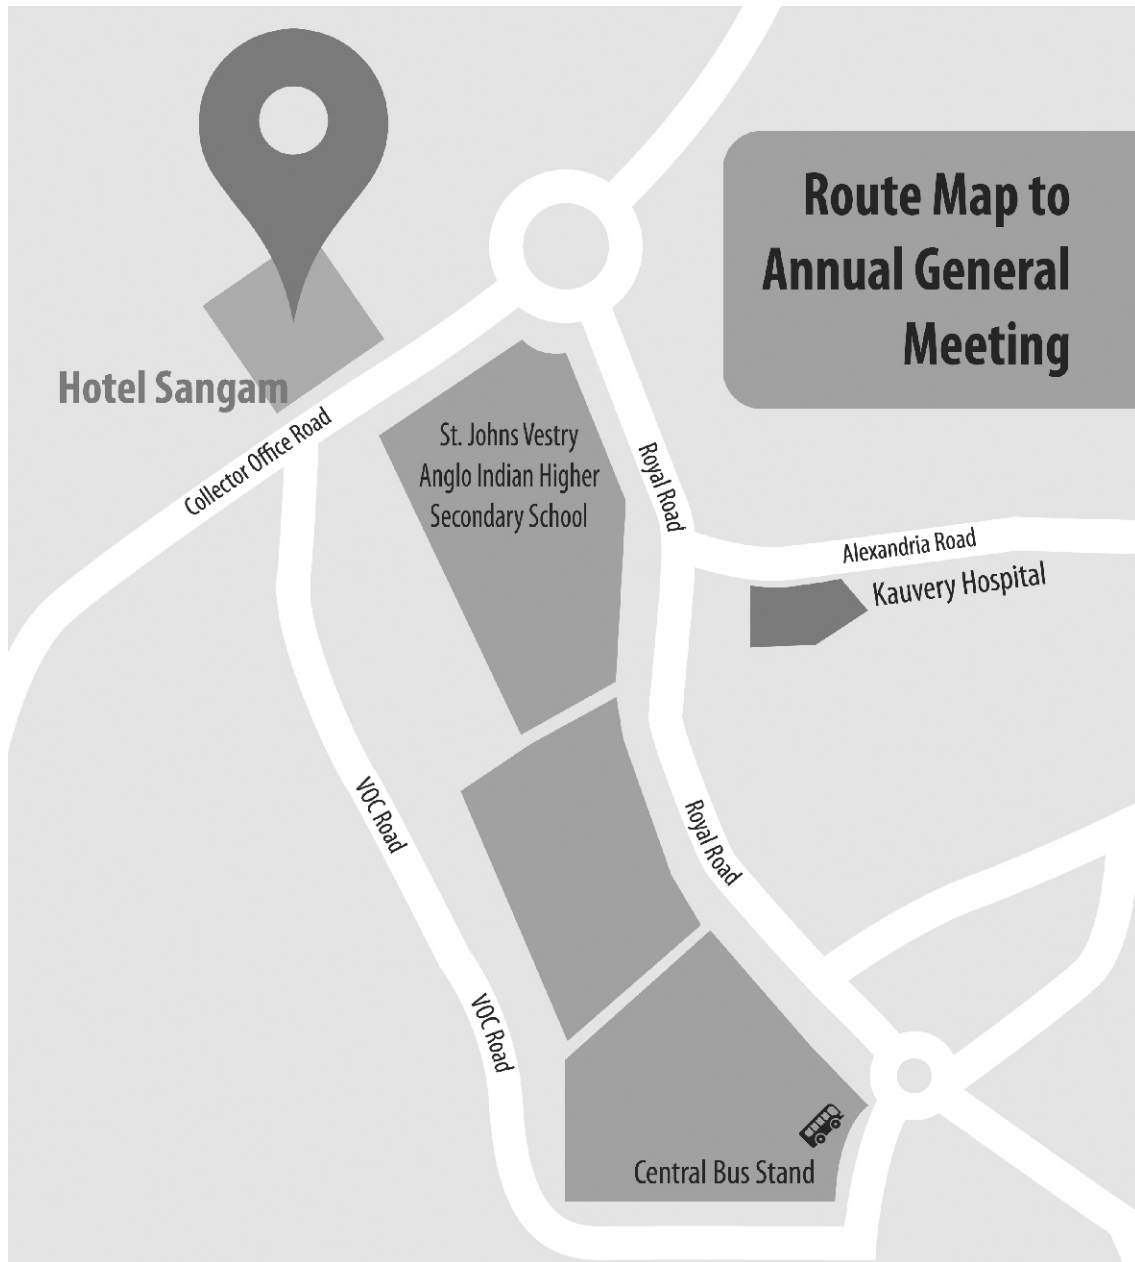 Route Map to
Annual General
Meeting
Hotel Sangam
Collector Office Road
St. Johns Vestry
Anglo Indian Higher
Secondary School
Royal Road
Alexandria Road
Kauvery Hospital
VOC Road
Royal Road
VOC Road
Central Bus Stand